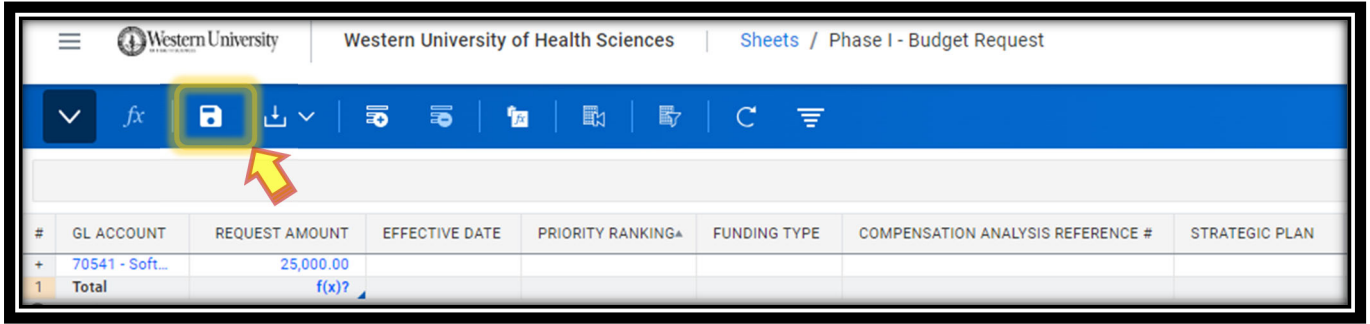 Western University Western University of Health Sciences Sheets / Phase I - Budget Request
fx
# GL ACCOUNT REQUEST AMOUNT EFFECTIVE DATE PRIORITY RANKING FUNDING TYPE COMPENSATION ANALYSIS REFERENCE # STRATEGIC PLAN
+ 70541 - Soft... 25,000.00
1 Total f(x)?